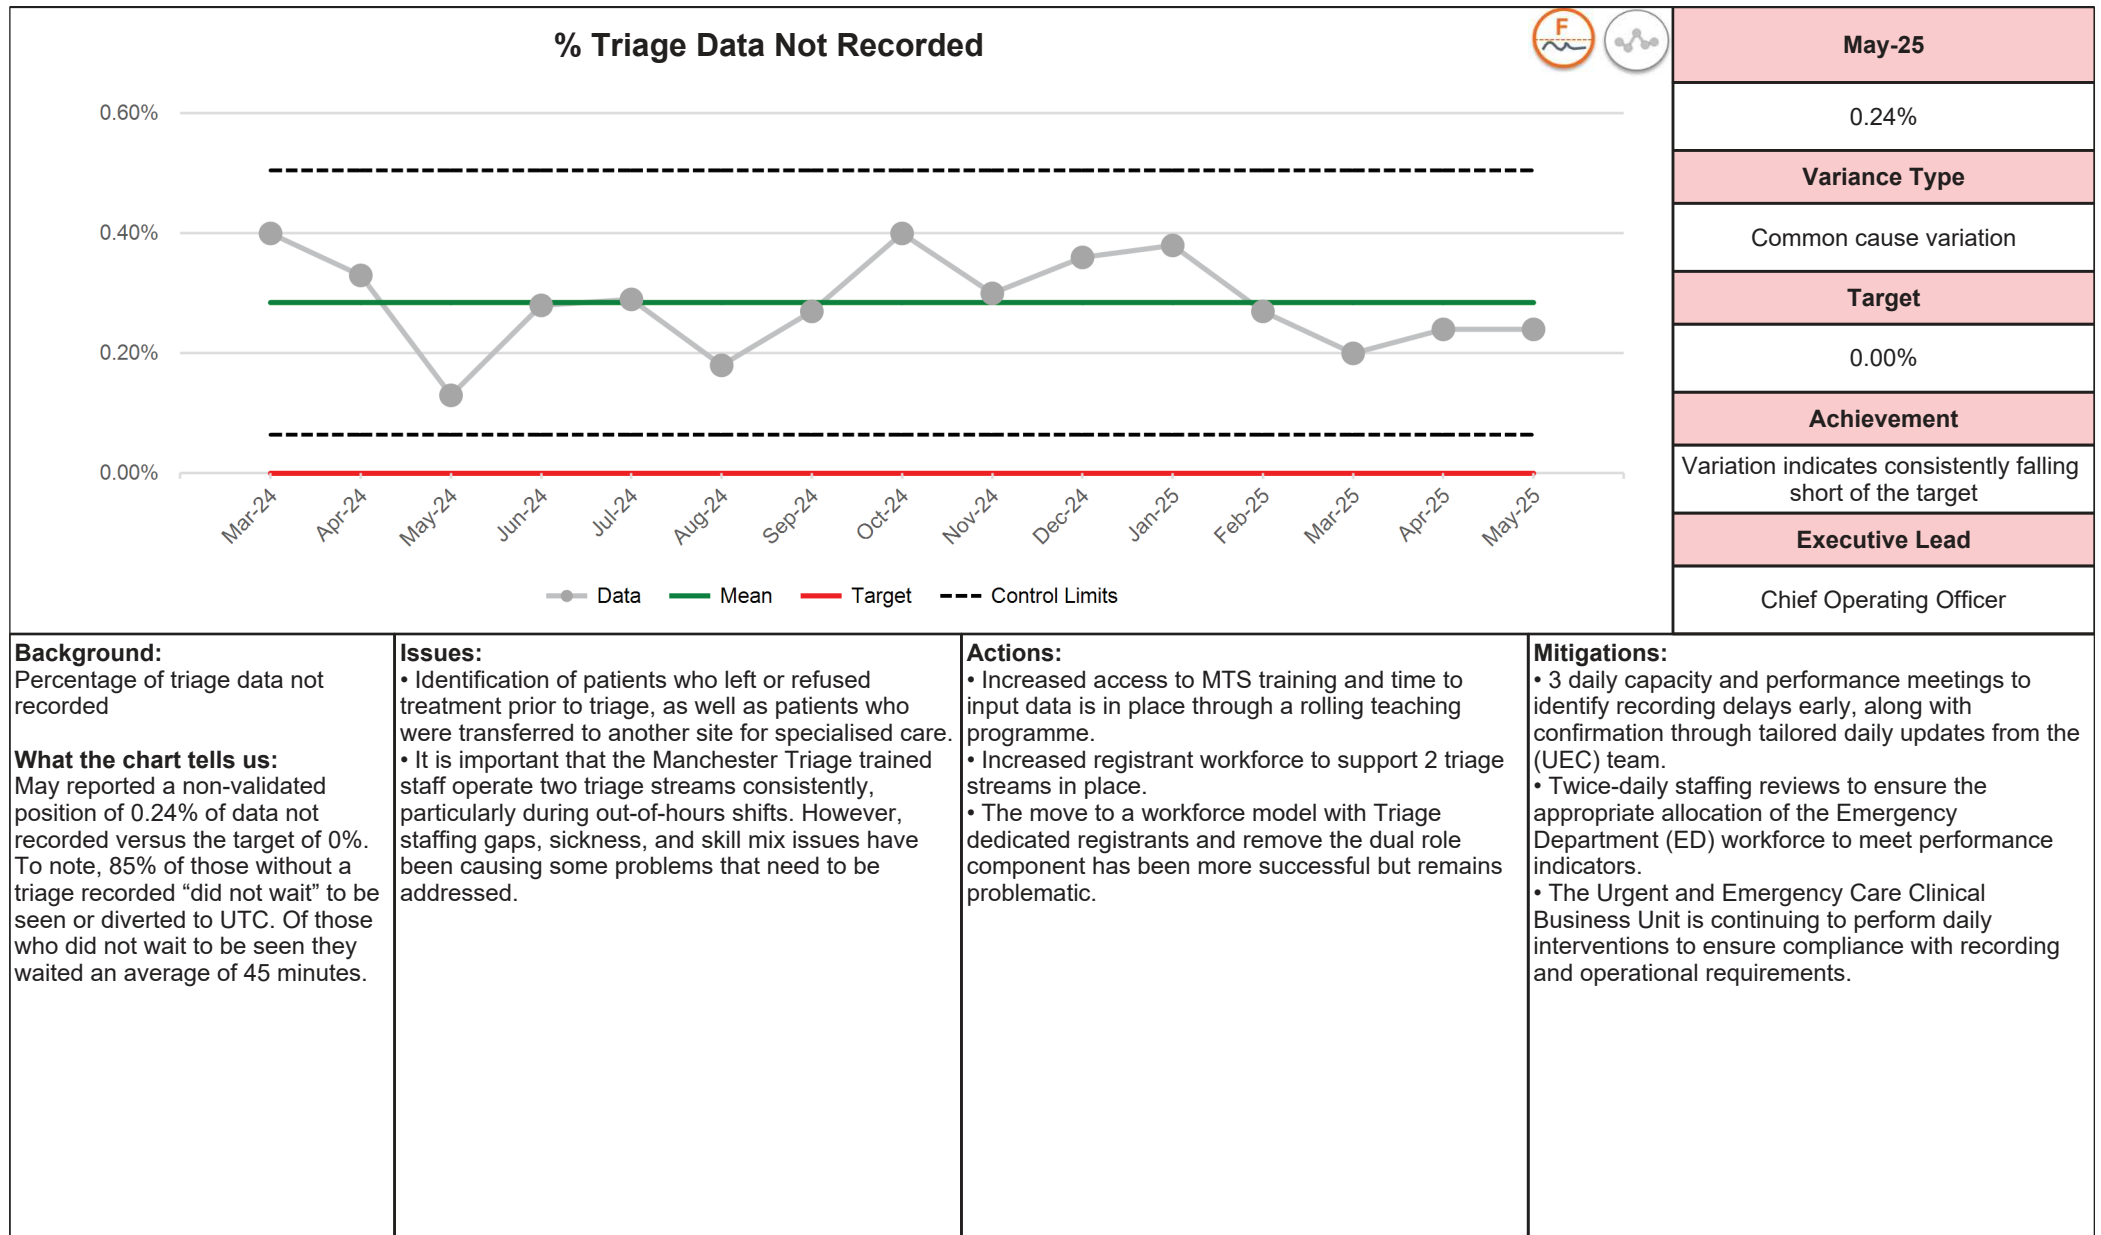 % Triage Data Not Recorded
F
0.60%
0.40%
0.20%
0.00%
Mar-24
Apr-24
May-24
Jun-24
Jul-24
Aug-24
Sep-24
Oct-24
Nov-24
Dec-24
Jan-25
Feb-25
Mar-25
Apr-25
May-25
Data
Mean
Target
Control Limits
May-25
0.24%
Variance Type
Common cause variation
Target
0.00%
Achievement
Variation indicates consistently falling
short of the target
Executive Lead
Chief Operating Officer
Background:
Percentage of triage data not
recorded
What the chart tells us:
May reported a non-validated
position of 0.24% of data not
recorded versus the target of 0%.
To note, 85% of those without a
triage recorded “did not wait” to be
seen or diverted to UTC. Of those
who did not wait to be seen they
waited an average of 45 minutes.
Issues:
• Identification of patients who left or refused
treatment prior to triage, as well as patients who
were transferred to another site for specialised care.
• It is important that the Manchester Triage trained
staff operate two triage streams consistently,
particularly during out-of-hours shifts. However,
staffing gaps, sickness, and skill mix issues have
been causing some problems that need to be
addressed.
Actions:
• Increased access to MTS training and time to
input data is in place through a rolling teaching
programme.
• Increased registrant workforce to support 2 triage
streams in place.
• The move to a workforce model with Triage
dedicated registrants and remove the dual role
component has been more successful but remains
problematic.
Mitigations:
• 3 daily capacity and performance meetings to
identify recording delays early, along with
confirmation through tailored daily updates from the
(UEC) team.
• Twice-daily staffing reviews to ensure the
appropriate allocation of the Emergency
Department (ED) workforce to meet performance
indicators.
• The Urgent and Emergency Care Clinical
Business Unit is continuing to perform daily
interventions to ensure compliance with recording
and operational requirements.